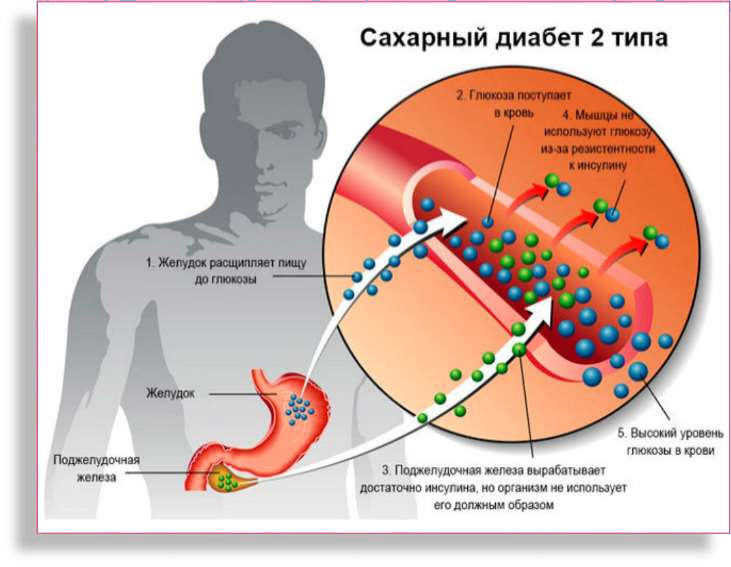 Сахарный диабет 2 типа
2. Глюкоза поступает
в кровь
4. Мышцы не
используют глюкозу
из-за резистентности
к инсулину
1. Желудок расщипляет пищу
до глюкозы
Желудок
Поджелудочная
железа
3. Поджелудочная железа вырабатывает
достаточно инсулина, но организм не использует
его должным образом
5. Высокий уровень
глюкозы в крови